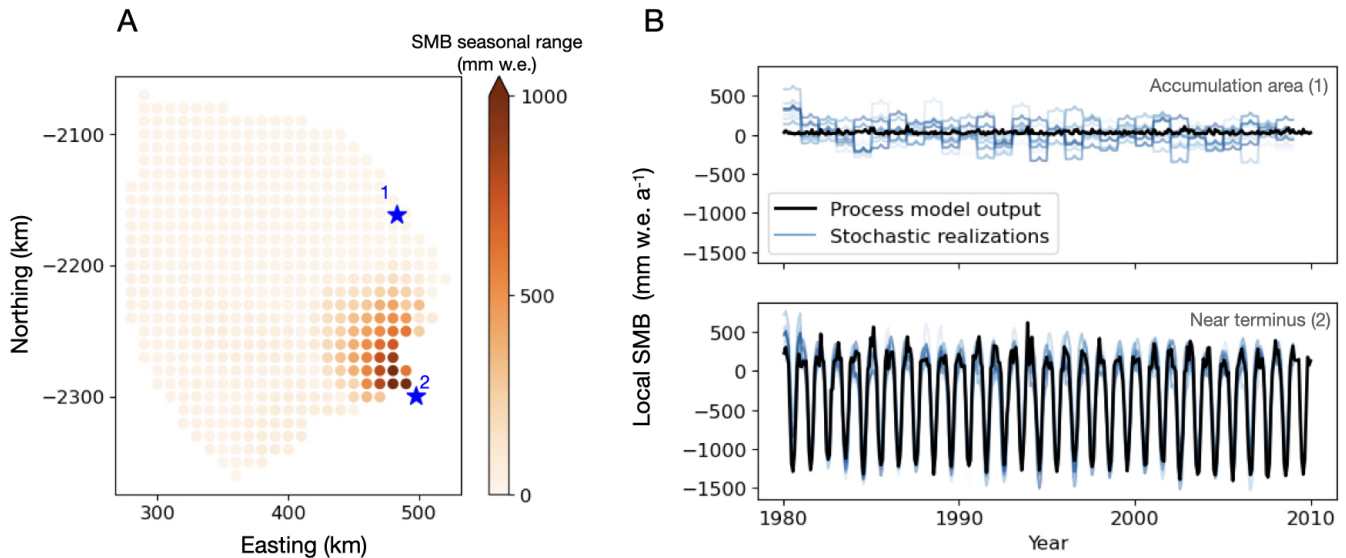 A
SMB seasonal range
(mm w.e.)
1000
500
0
−2100
−2200
−2300
Northing (km)
1
2
300
400
500
Easting (km)
B
Accumulation area (1)
500
0
−500
−1000
−1500
Process model output
Stochastic realizations
Local SMB (mm w.e. a⁻¹)
Near terminus (2)
500
0
−500
−1000
−1500
1980
1990
2000
2010
Year